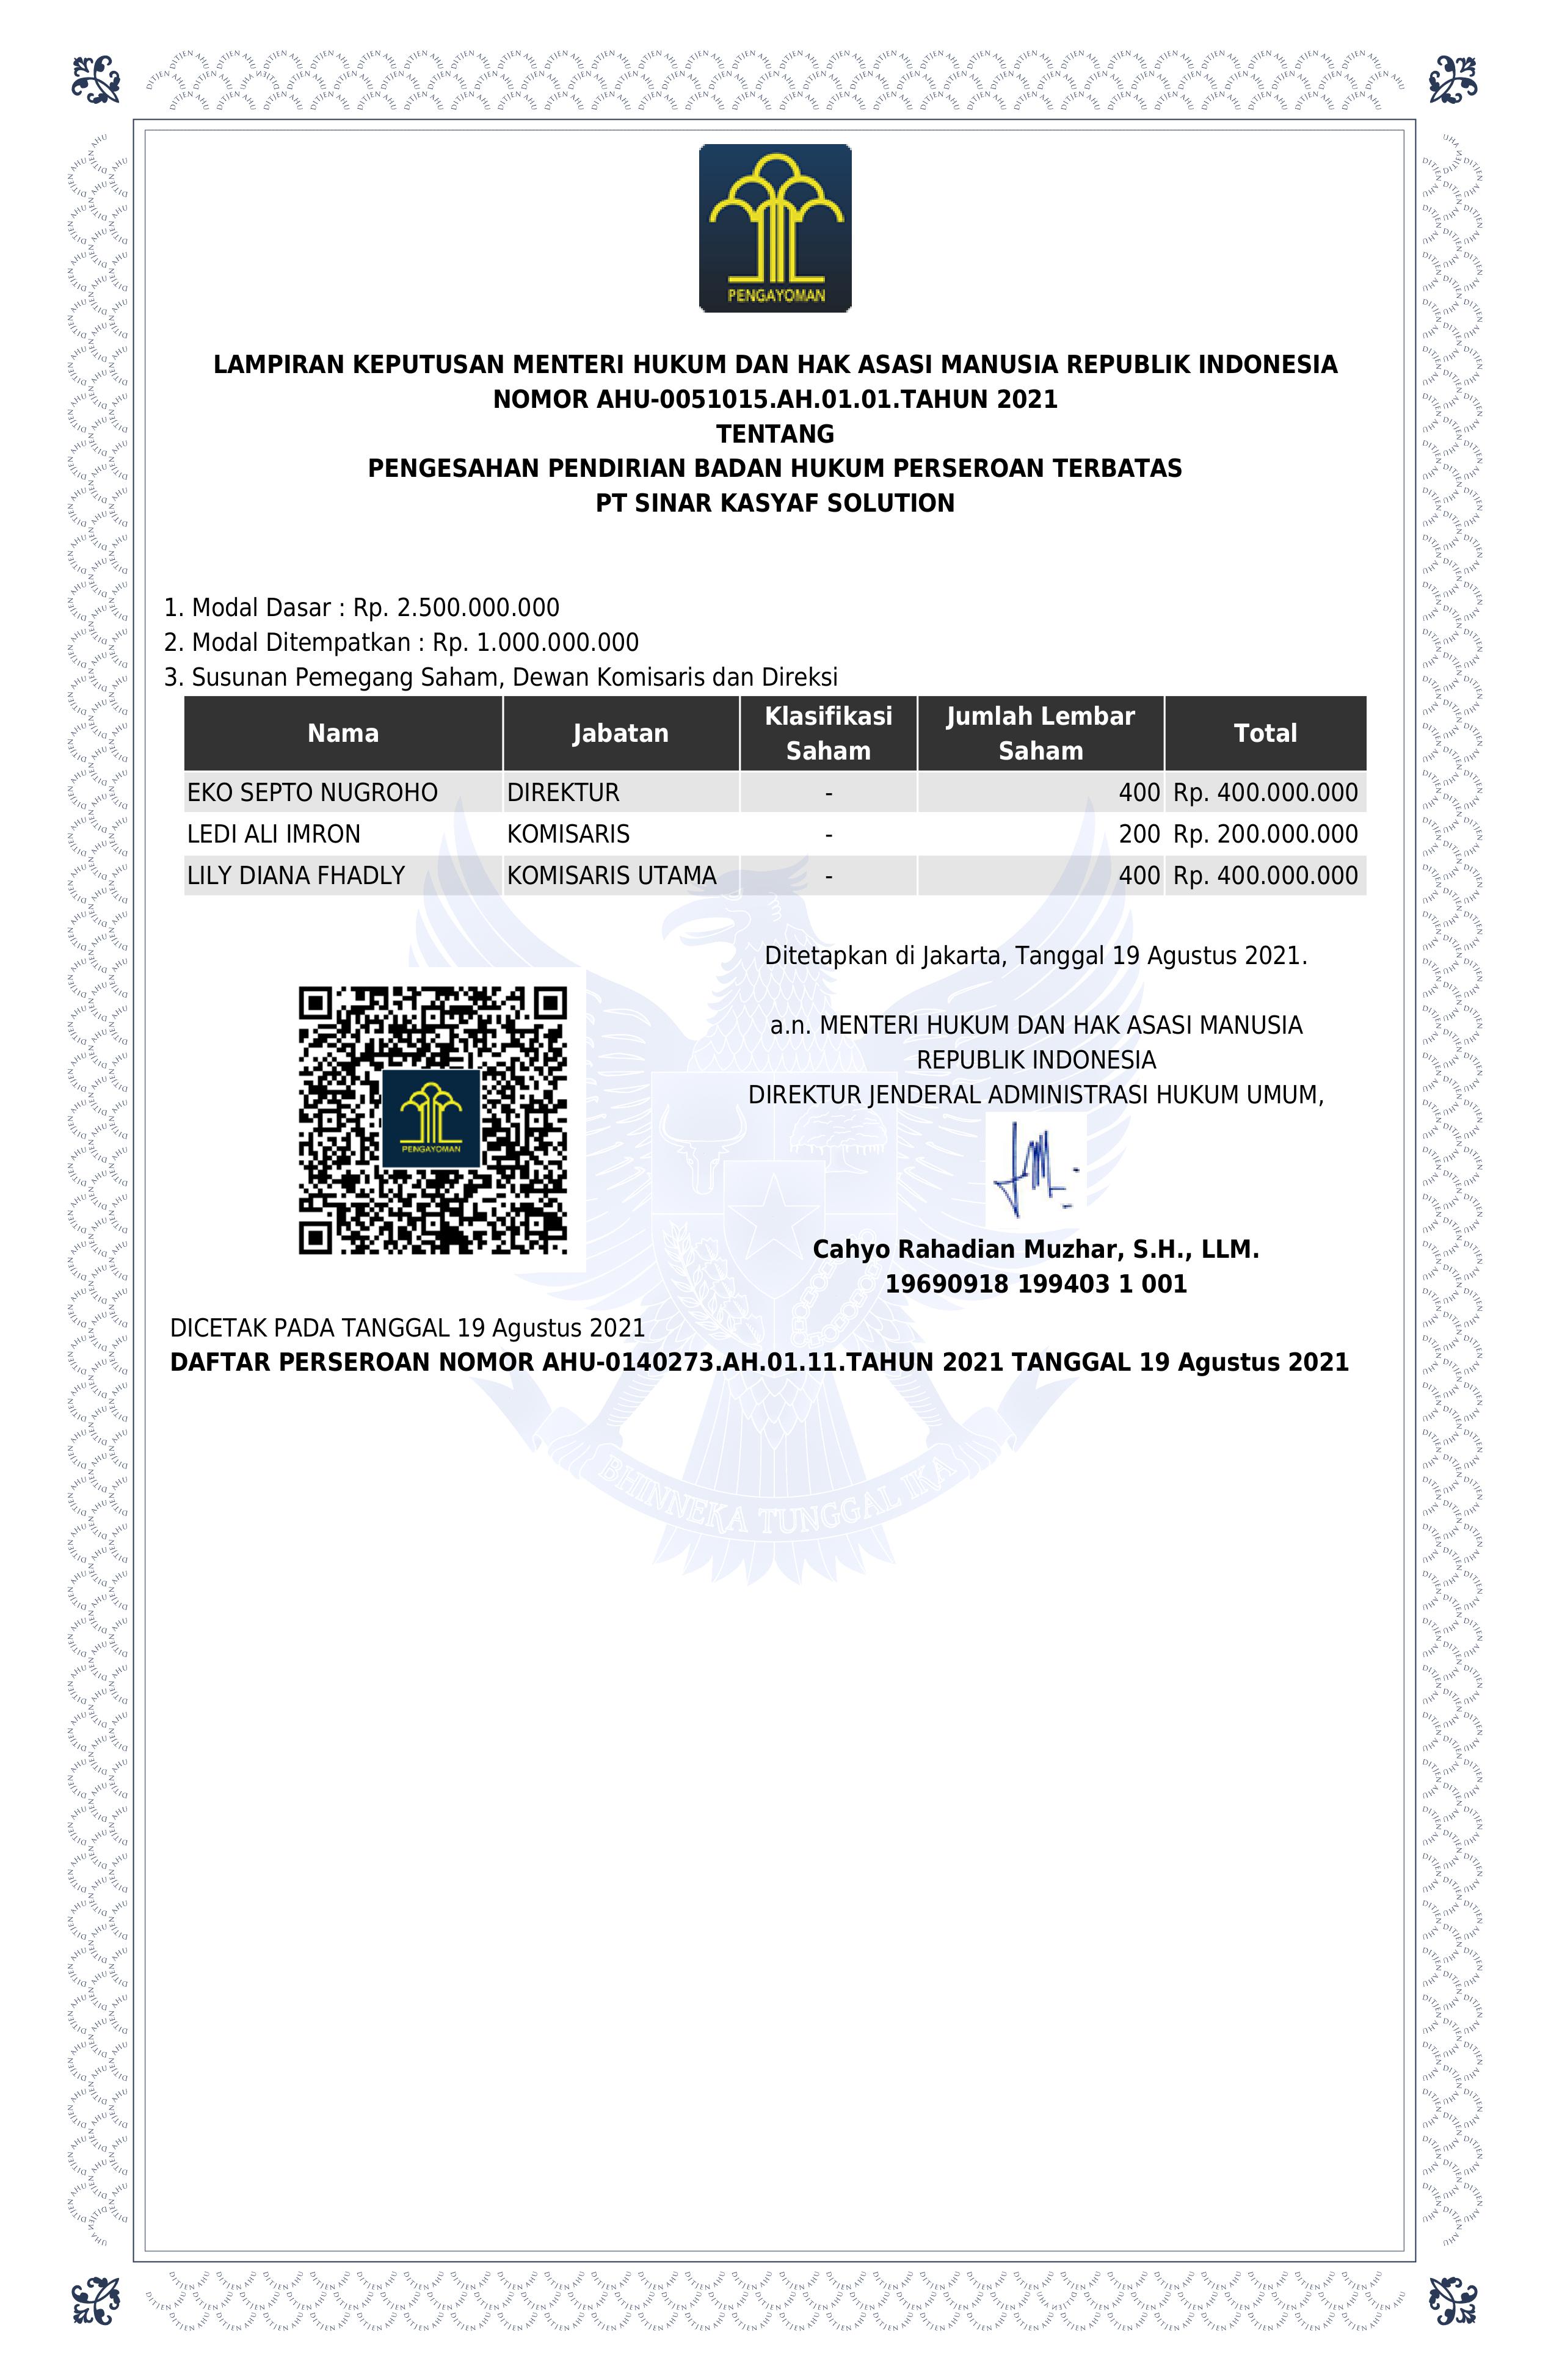 PENGAYOMAN
LAMPIRAN KEPUTUSAN MENTERI HUKUM DAN HAK ASASI MANUSIA REPUBLIK INDONESIA
NOMOR AHU-0051015.AH.01.01.TAHUN 2021
TENTANG
PENGESAHAN PENDIRIAN BADAN HUKUM PERSEROAN TERBATAS
PT SINAR KASYAF SOLUTION
1. Modal Dasar : Rp. 2.500.000.000
2. Modal Ditempatkan : Rp. 1.000.000.000
3. Susunan Pemegang Saham, Dewan Komisaris dan Direksi
Nama Jabatan Klasifikasi Saham Jumlah Lembar Saham Total
EKO SEPTO NUGROHO DIREKTUR - 400 Rp. 400.000.000
LEDI ALI IMRON KOMISARIS - 200 Rp. 200.000.000
LILY DIANA FHADLY KOMISARIS UTAMA - 400 Rp. 400.000.000
Ditetapkan di Jakarta, Tanggal 19 Agustus 2021.
a.n. MENTERI HUKUM DAN HAK ASASI MANUSIA
REPUBLIK INDONESIA
DIREKTUR JENDERAL ADMINISTRASI HUKUM UMUM,
PENGAYOMAN
Cahyo Rahadian Muzhar, S.H., LLM.
19690918 199403 1 001
DICETAK PADA TANGGAL 19 Agustus 2021
DAFTAR PERSEROAN NOMOR AHU-0140273.AH.01.11.TAHUN 2021 TANGGAL 19 Agustus 2021
BHINNEKA TUNGGAL IKA